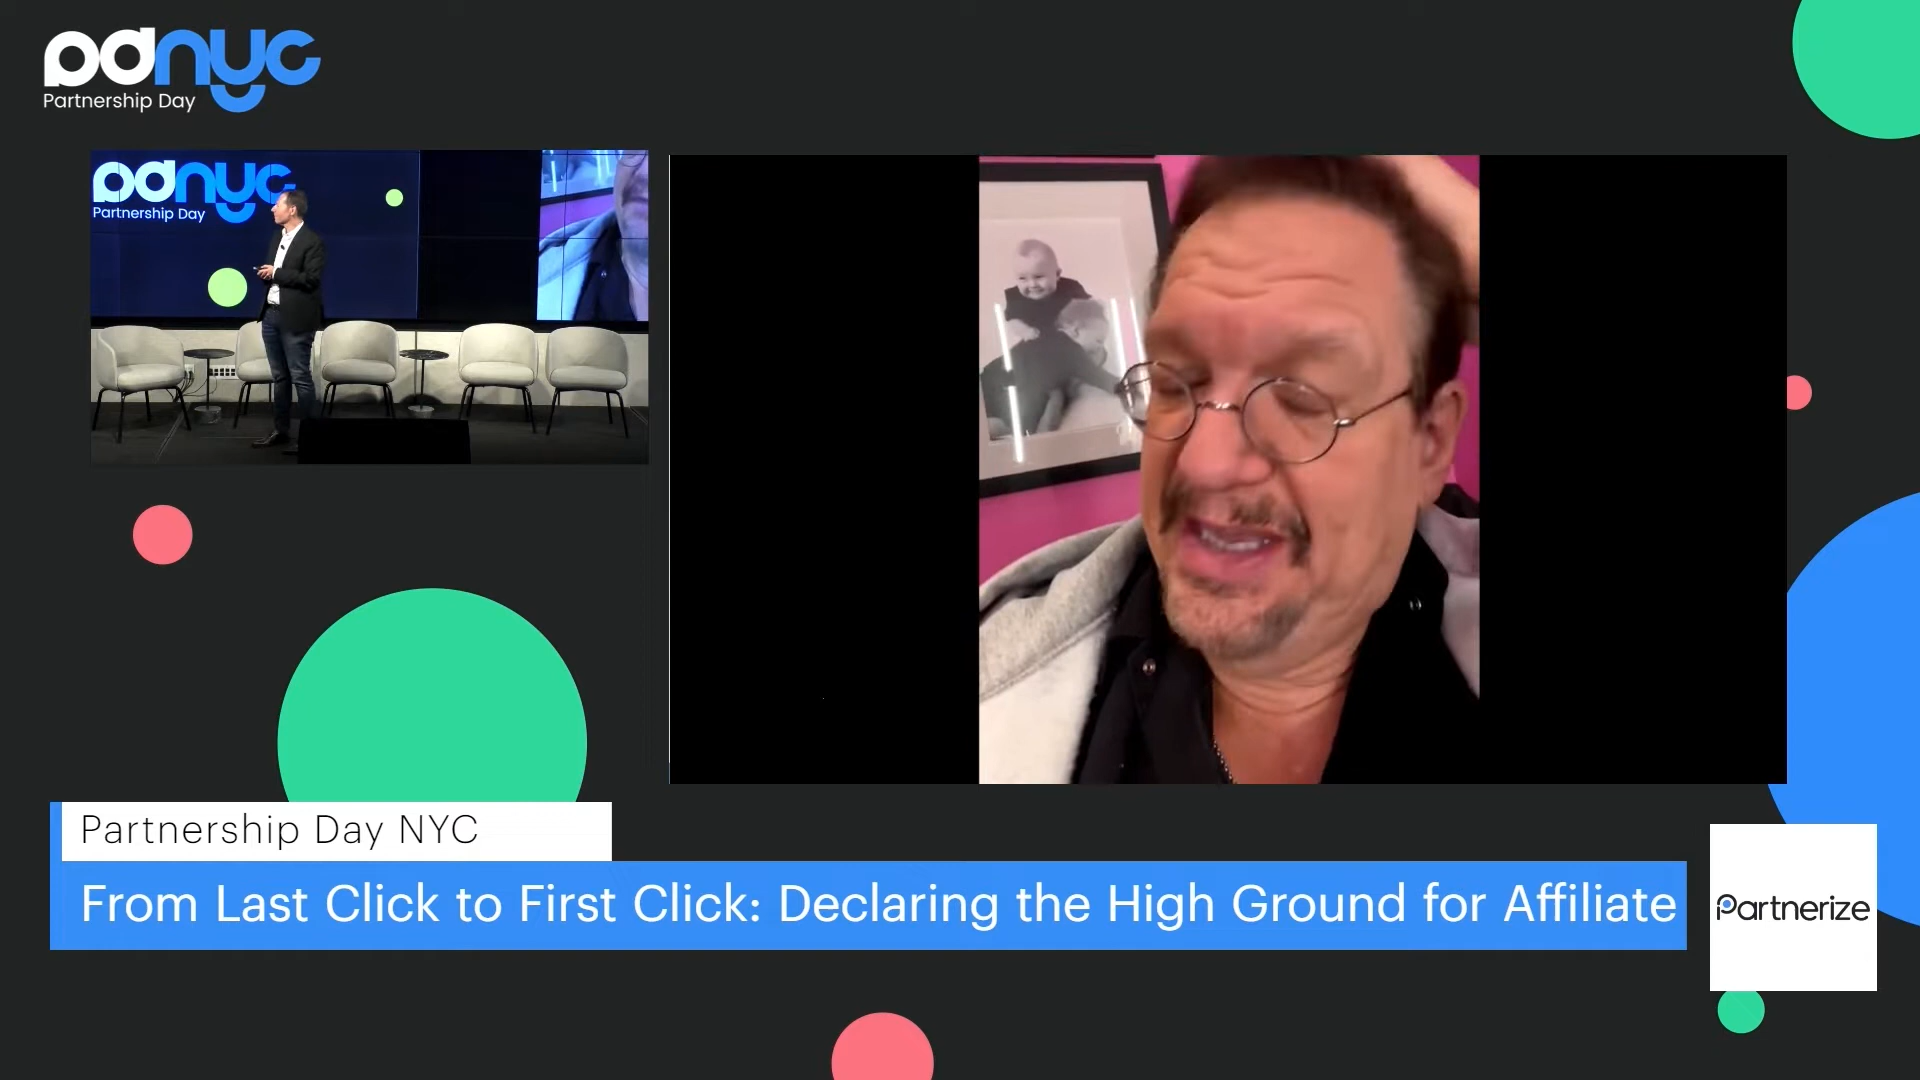 pdnyc
Partnership Day
pdnyc
Partnership Day
Partnership Day NYC
From Last Click to First Click: Declaring the High Ground for Affiliate
Partnerize